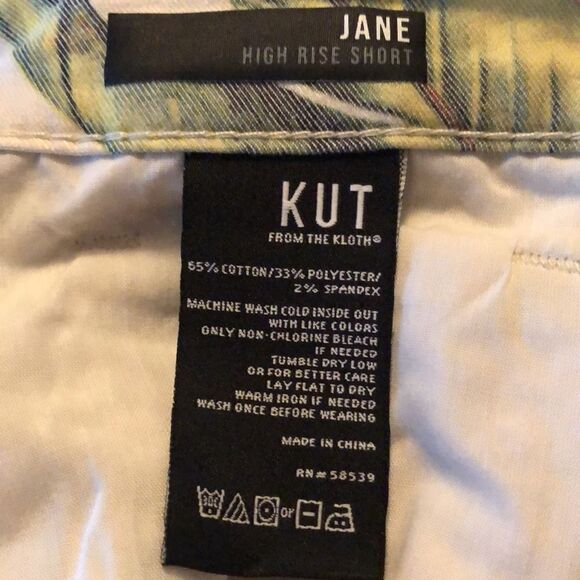 JANE
HIGH RISE SHORT
KUT
FROM THE KLOTH®
65% COTTON/33% POLYESTER/
2% SPANDEX
MACHINE WASH COLD INSIDE OUT
WITH LIKE COLORS
ONLY NON-CHLORINE BLEACH
IF NEEDED
TUMBLE DRY LOW
OR FOR BETTER CARE
LAY FLAT TO DRY
WARM IRON IF NEEDED
WASH ONCE BEFORE WEARING
MADE IN CHINA
RN# 58539
30C or